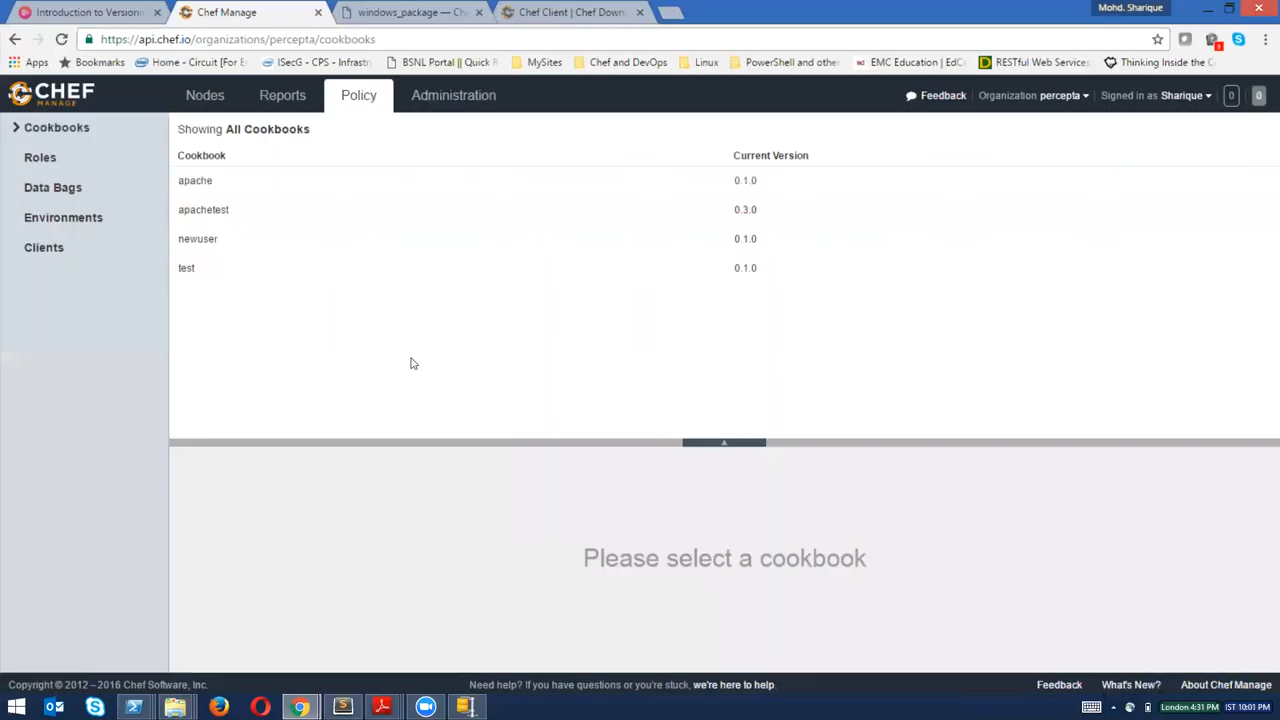 Introduction to Version
Chef Manage
windows_package — Ch
Chef Client | Chef Down
Mohd. Sharique
https://api.chef.io/organizations/percepta/cookbooks
Apps
Bookmarks
Home - Circuit [For E
ISecG - CPS - Infrastr
BSNL Portal || Quick R
MySites
Chef and DevOps
Linux
PowerShell and othe
EMC Education | EdC
RESTful Web Services
Thinking Inside the C
CHEF
MANAGE
Nodes
Reports
Policy
Administration
Feedback
Organization percepta
Signed in as Sharique
0
0
Cookbooks
Roles
Data Bags
Environments
Clients
Showing All Cookbooks
Cookbook Current Version
apache 0.1.0
apachetest 0.3.0
newuser 0.1.0
test 0.1.0
Please select a cookbook
Copyright © 2012 – 2016 Chef Software, Inc.
Need help? If you have questions or you're stuck, we're here to help.
Feedback
What's New?
About Chef Manage
London 4:31 PM
IST 10:01 PM